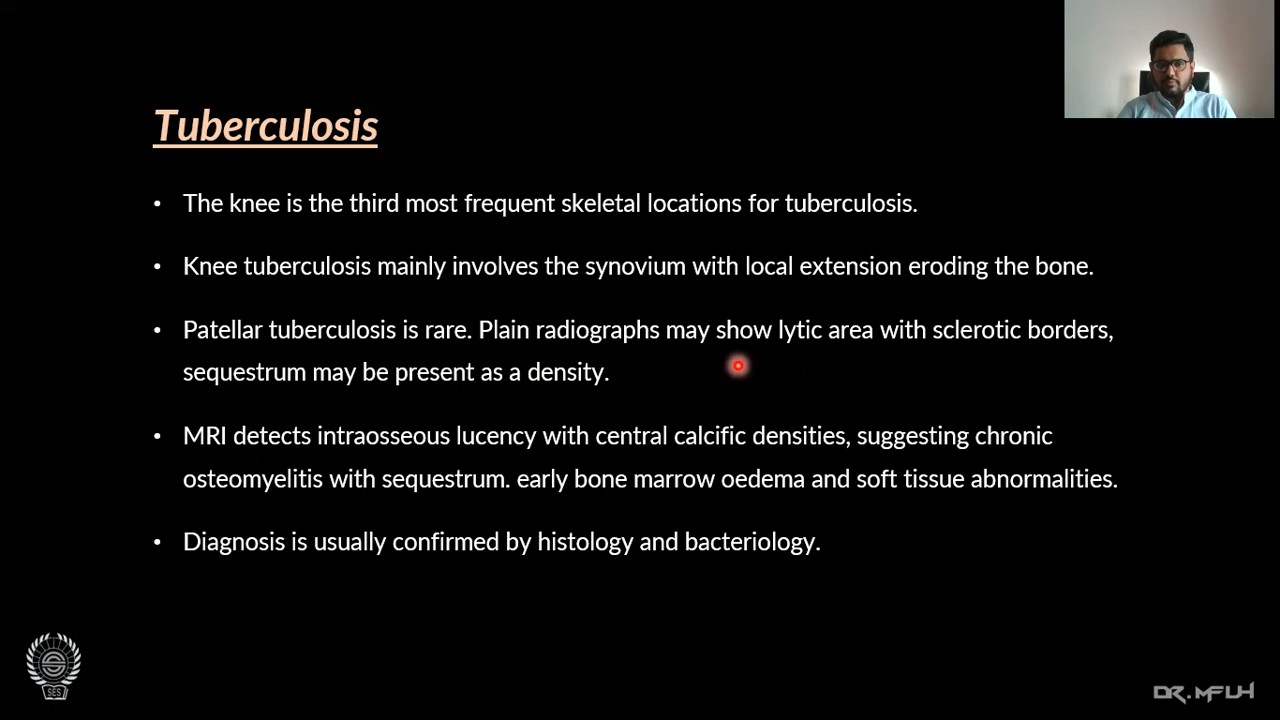 Tuberculosis
• The knee is the third most frequent skeletal locations for tuberculosis.
• Knee tuberculosis mainly involves the synovium with local extension eroding the bone.
• Patellar tuberculosis is rare. Plain radiographs may show lytic area with sclerotic borders,
sequestrum may be present as a density.
• MRI detects intraosseous lucency with central calcific densities, suggesting chronic
osteomyelitis with sequestrum. early bone marrow oedema and soft tissue abnormalities.
• Diagnosis is usually confirmed by histology and bacteriology.
SES